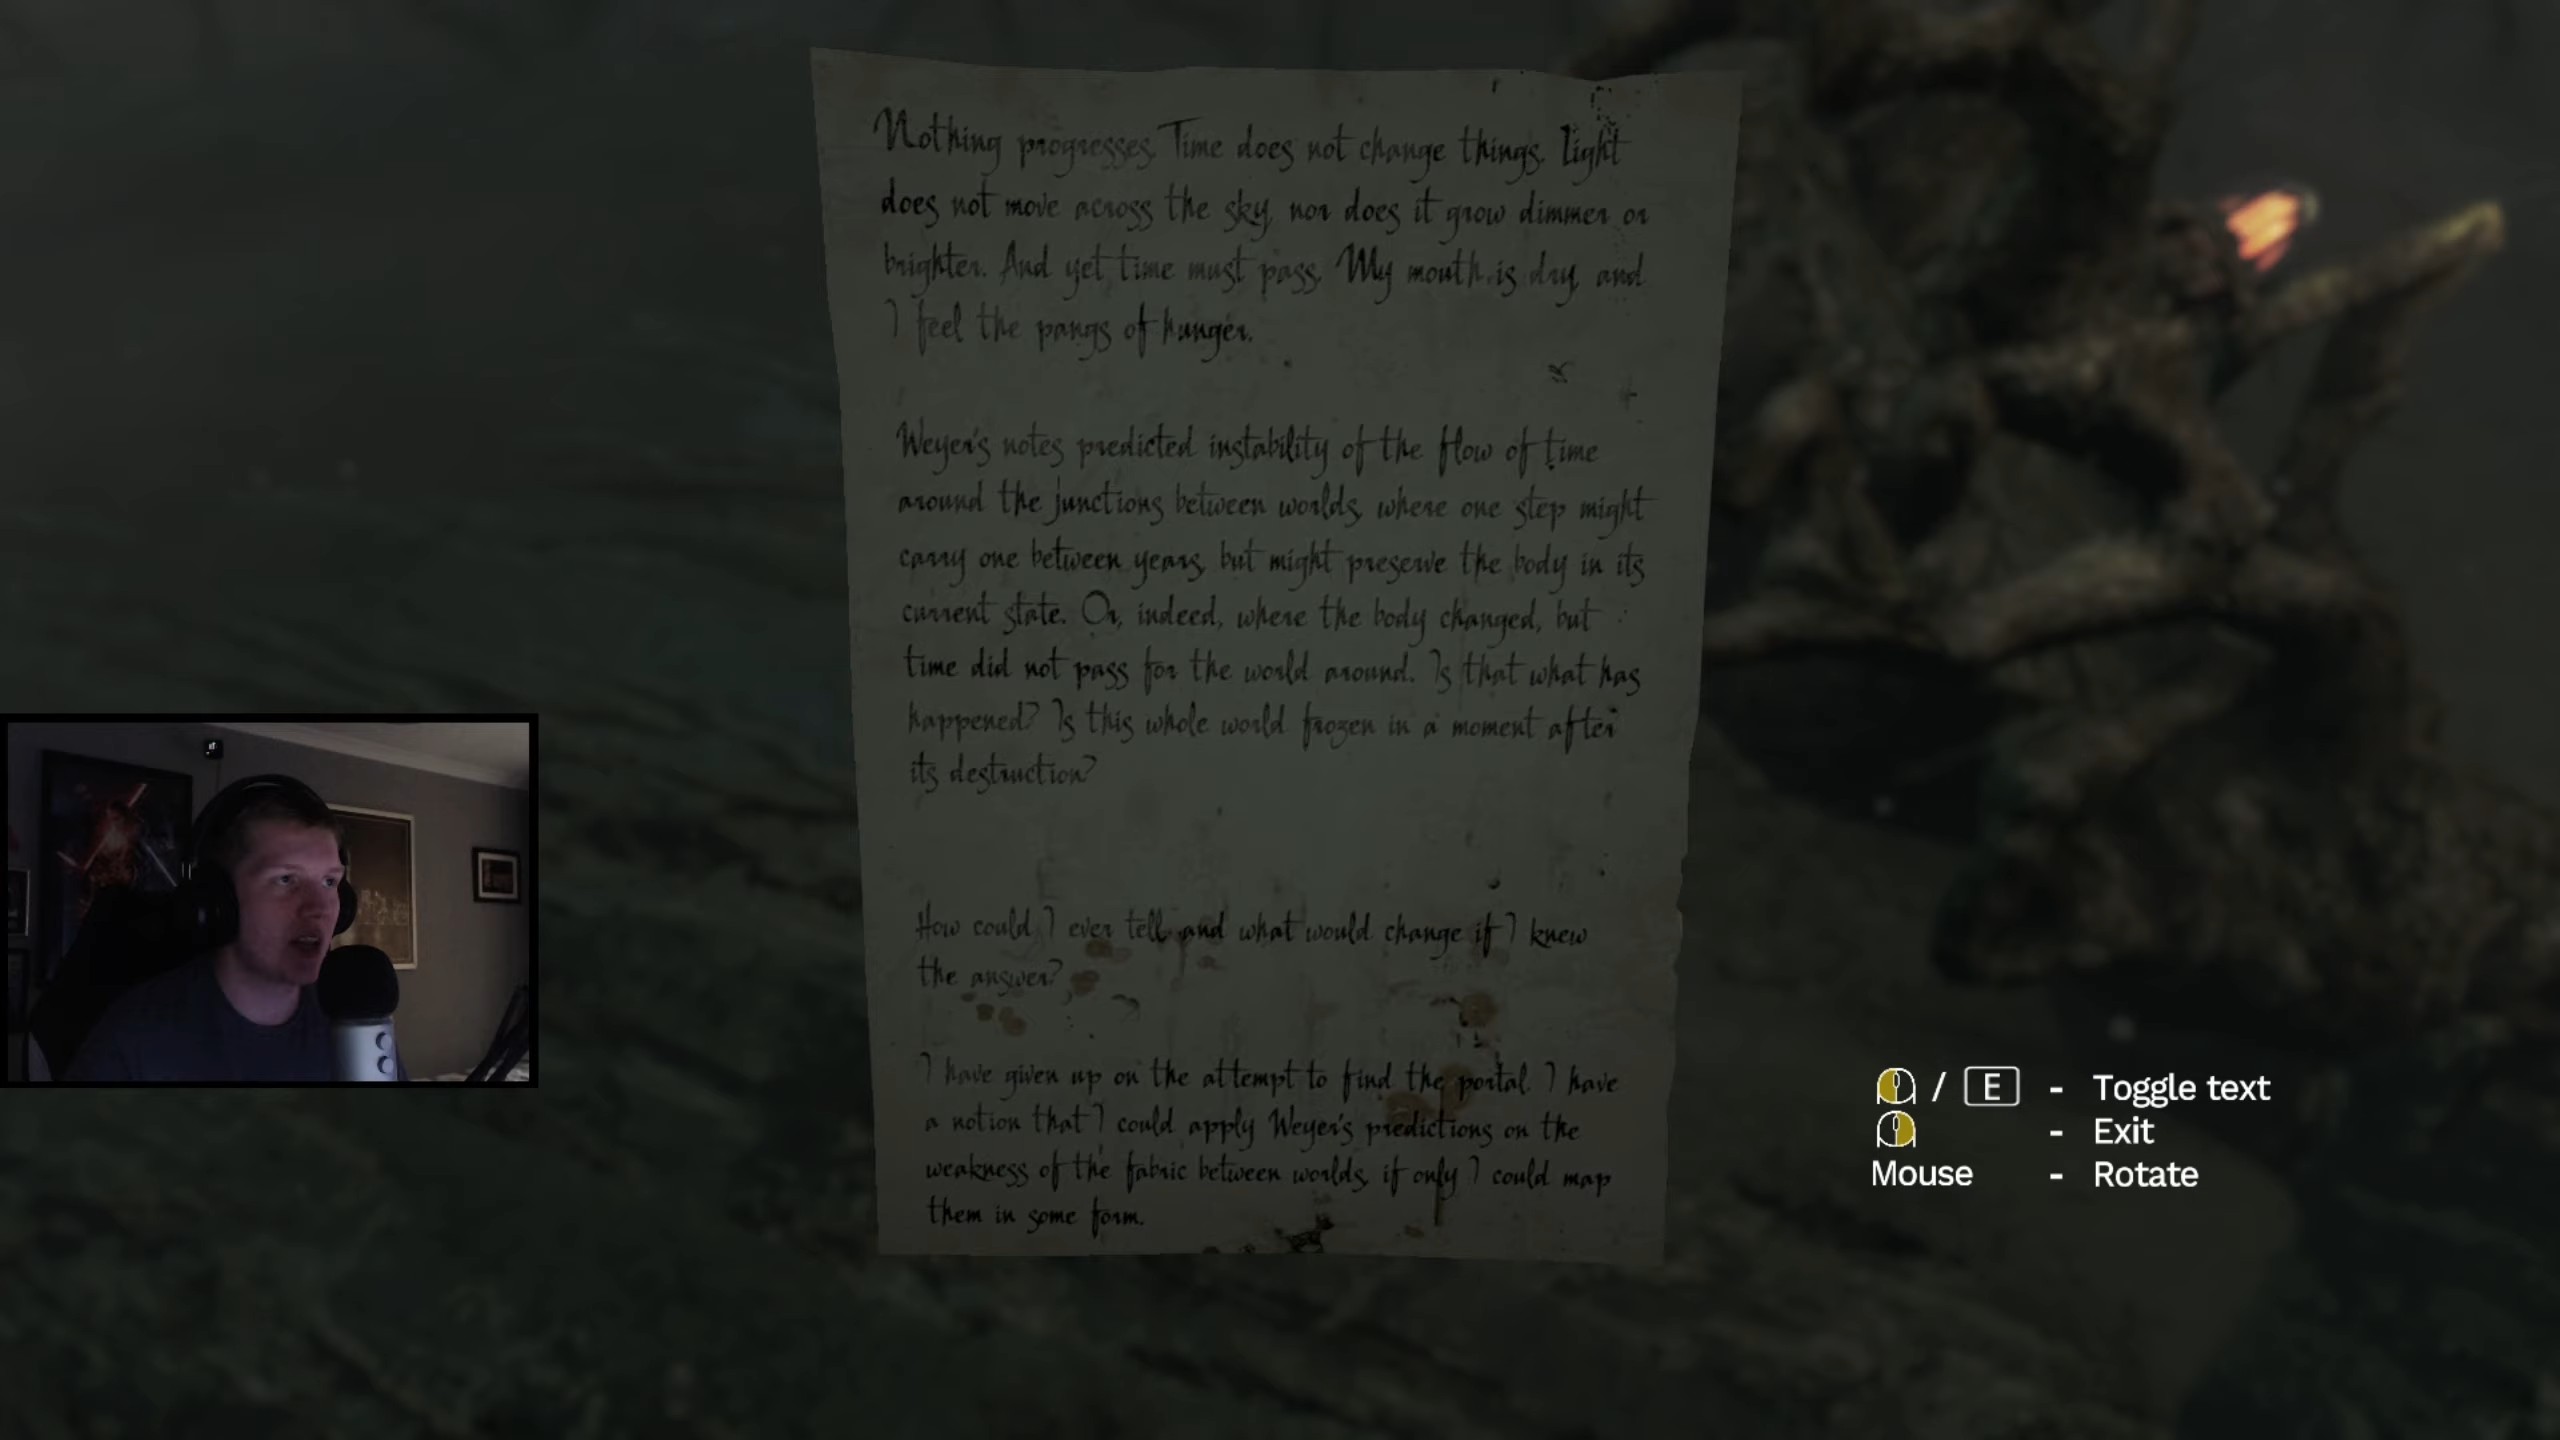 Nothing progresses. Time does not change things. Light
does not move across the sky, nor does it grow dimmer or
brighter. And yet time must pass. My mouth is dry, and
I feel the pangs of hunger.
Weyer's notes predicted instability of the flow of time
around the junctions between worlds, where one step might
carry one between years, but might preserve the body in its
current state. Or, indeed, where the body changed, but
time did not pass for the world around. Is that what has
happened? Is this whole world frozen in a moment after
its destruction?
How could I ever tell and what would change if I knew
the answer?
I have given up on the attempt to find the portal. I have
a notion that I could apply Weyer's predictions on the
weakness of the fabric between worlds, if only I could map
them in some form.
/ E - Toggle text
- Exit
Mouse - Rotate